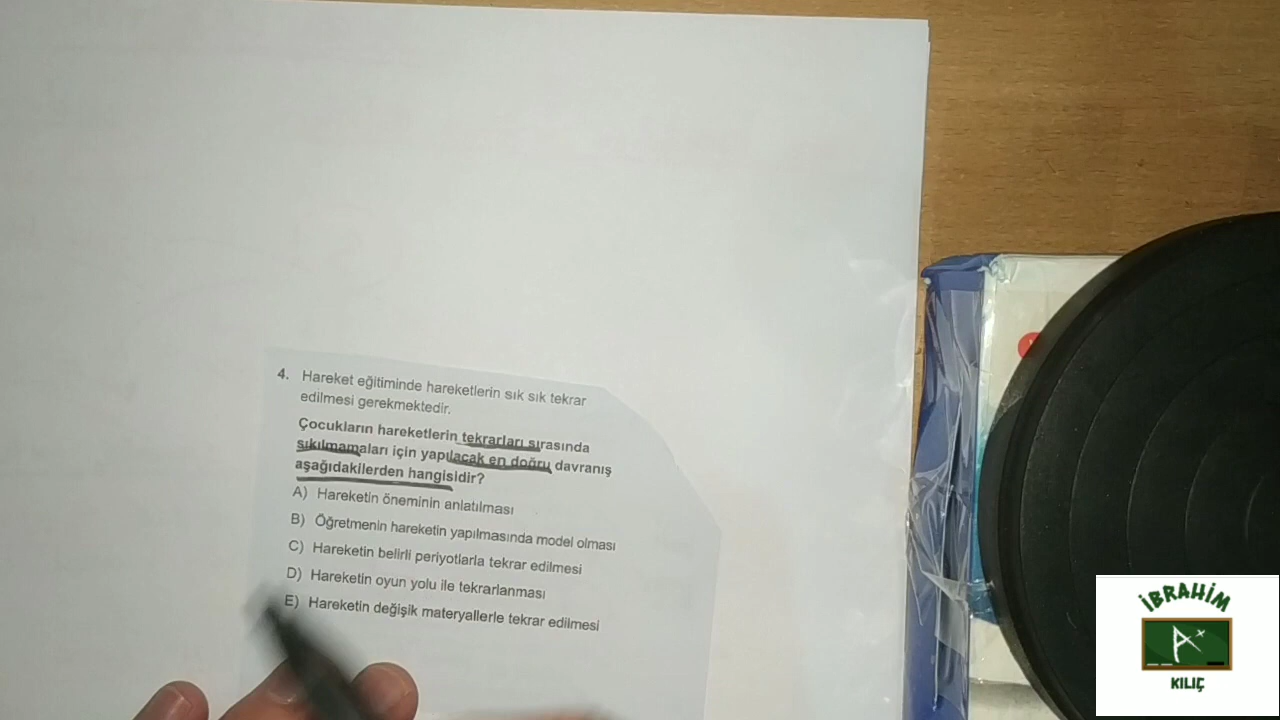 4. Hareket eğitiminde hareketlerin sık sık tekrar
edilmesi gerekmektedir.
Çocukların hareketlerin tekrarları sırasında
sıkılmamaları için yapılacak en doğru davranış
aşağıdakilerden hangisidir?
A) Hareketin öneminin anlatılması
B) Öğretmenin hareketin yapılmasında model olması
C) Hareketin belirli periyotlarla tekrar edilmesi
D) Hareketin oyun yolu ile tekrarlanması
E) Hareketin değişik materyallerle tekrar edilmesi
İBRAHİM
A+
KILIÇ